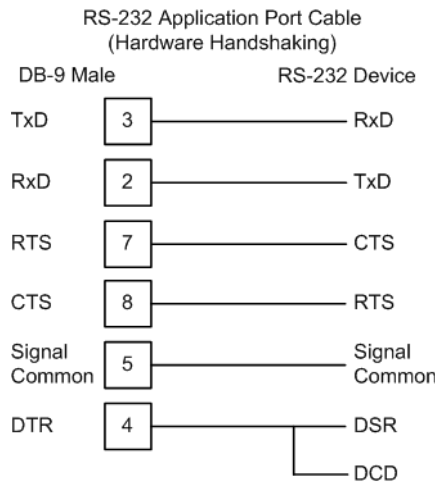 RS-232 Application Port Cable
(Hardware Handshaking)
DB-9 Male RS-232 Device
TxD 3 RxD
RxD 2 TxD
RTS 7 CTS
CTS 8 RTS
Signal Common 5 Signal Common
DTR 4 DSR
DCD